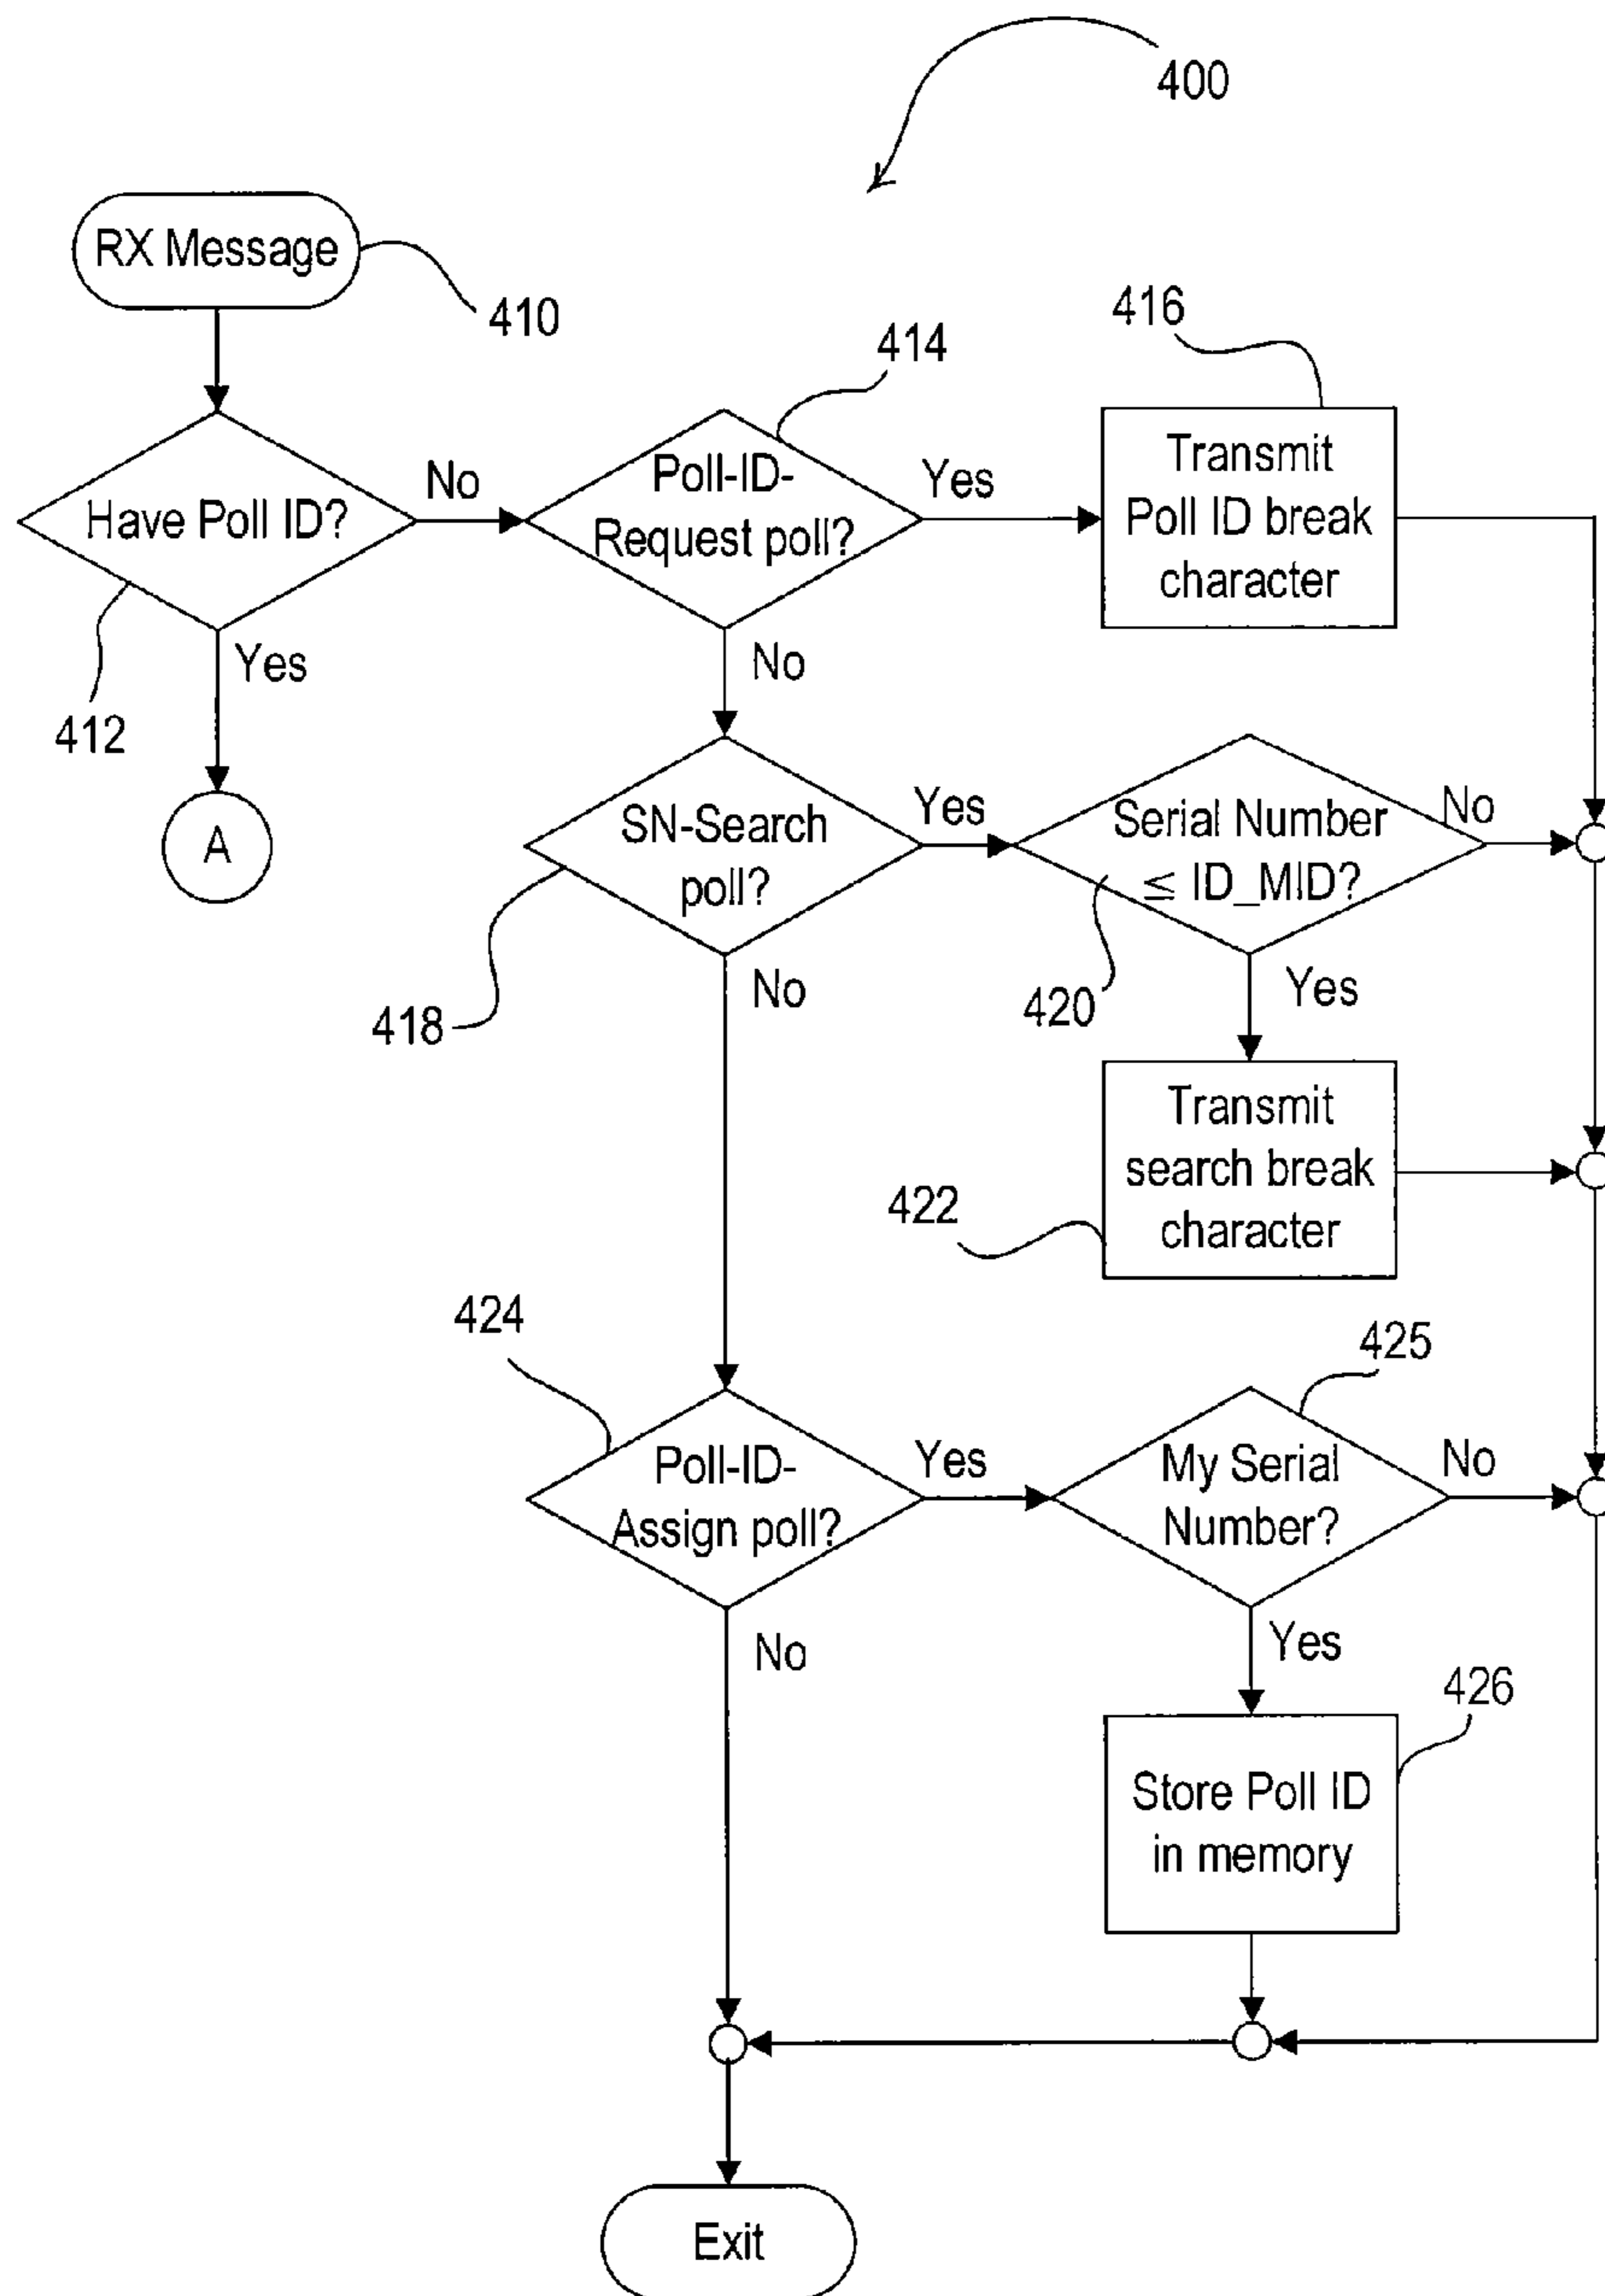 400
RX Message
410
Have Poll ID?
412
No
Yes
A
414
Poll-ID-
Request poll?
Yes
No
416
Transmit
Poll ID break
character
SN-Search
poll?
418
Yes
No
Serial Number
≦ ID_MID?
420
No
Yes
Transmit
search break
character
422
424
Poll-ID-
Assign poll?
Yes
No
425
My Serial
Number?
No
Yes
426
Store Poll ID
in memory
Exit